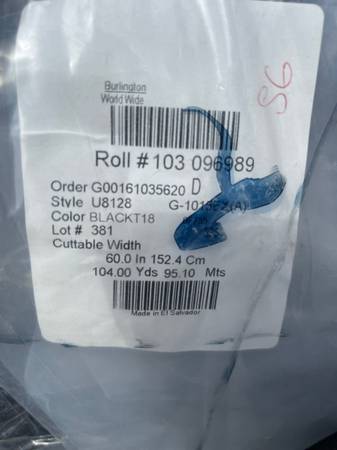 Burlington
World Wide
S6
Roll # 103 096989
Order G00161035620 D
Style U8128
Color BLACKT18
Lot # 381
Cuttable Width
60.0 In 152.4 Cm
104.00 Yds 95.10 Mts
Made in El Salvador